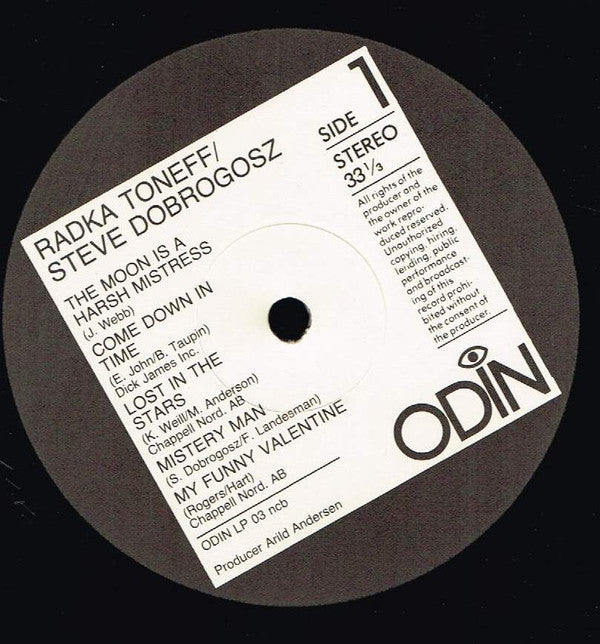 RADKA TONEFF/
STEVE DOBROGOSZ
THE MOON IS A
HARSH MISTRESS
(J. Webb)
COME DOWN IN
TIME
(E. John/B. Taupin)
Dick James Inc.
LOST IN THE
STARS
(K. Weill/M. Anderson)
Chappell Nord. AB
MISTERY MAN
(S. Dobrogosz/F. Landesman)
MY FUNNY VALENTINE
(Rogers/Hart)
Chappell Nord. AB
ODIN LP 03 ncb
Producer Arild Andersen
SIDE 1
STEREO
33 1/3
All rights of the
producer and
the owner of the
work repro-
duced reserved.
Unauthorized
copying, hiring,
lending, public
performance
and broadcast-
ing of this
record prohi-
bited without
the consent of
the producer.
ODIN